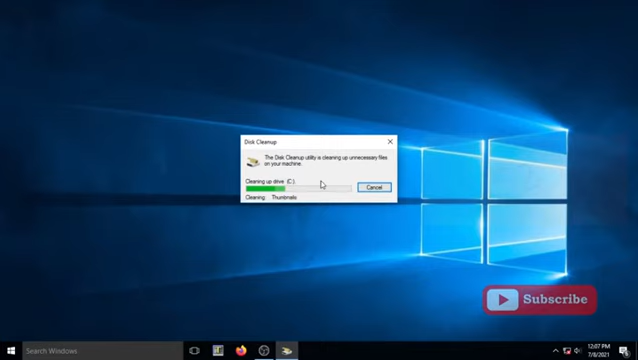 Disk Cleanup
The Disk Cleanup utility is cleaning up unnecessary files
on your machine.
Cleaning up drive (C:).
Cancel
Cleaning: Thumbnails
Subscribe
Search Windows
12:07 PM
7/8/2021